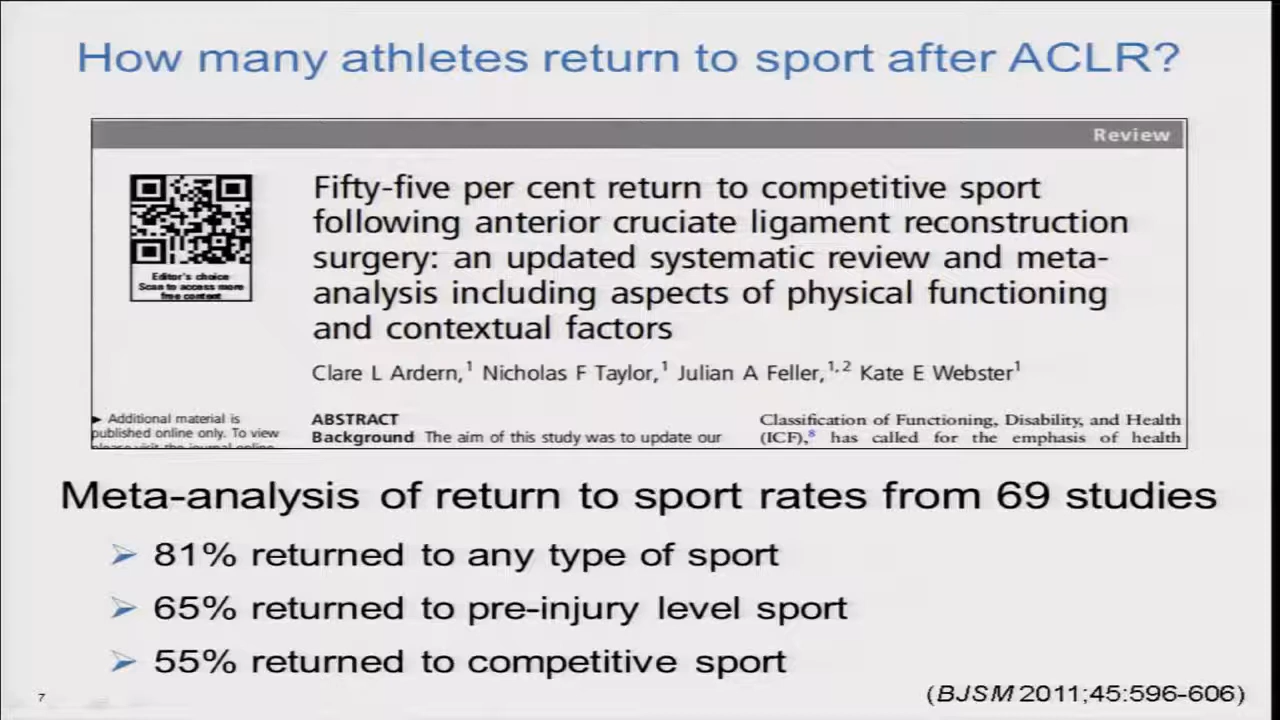 How many athletes return to sport after ACLR?
Review
Editor's choice
Scan to access more
free content
Fifty-five per cent return to competitive sport
following anterior cruciate ligament reconstruction
surgery: an updated systematic review and meta-
analysis including aspects of physical functioning
and contextual factors
Clare L Ardern,1 Nicholas F Taylor,1 Julian A Feller,1,2 Kate E Webster1
► Additional material is
published online only. To view
please visit the journal online
ABSTRACT
Background The aim of this study was to update our
Classification of Functioning, Disability, and Health
(ICF),8 has called for the emphasis of health
Meta-analysis of return to sport rates from 69 studies
➢ 81% returned to any type of sport
➢ 65% returned to pre-injury level sport
➢ 55% returned to competitive sport
7
(BJSM 2011;45:596-606)